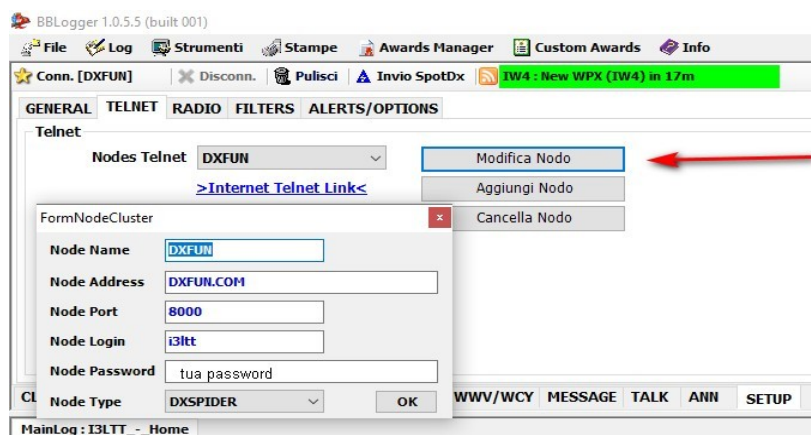 BBLogger 1.0.5.5 (built 001)
File Log Strumenti Stampe Awards Manager Custom Awards Info
Conn. [DXFUN] Disconn. Pulisci Invio SpotDx IW4 : New WPX (IW4) in 17m
GENERAL TELNET RADIO FILTERS ALERTS/OPTIONS
Telnet
Nodes Telnet DXFUN Modifica Nodo
>Internet Telnet Link< Aggiungi Nodo
Cancella Nodo
FormNodeCluster x
Node Name DXFUN
Node Address DXFUN.COM
Node Port 8000
Node Login i3ltt
Node Password tua password
Node Type DXSPIDER OK
CL WWV/WCY MESSAGE TALK ANN SETUP
MainLog : I3LTT_-_Home